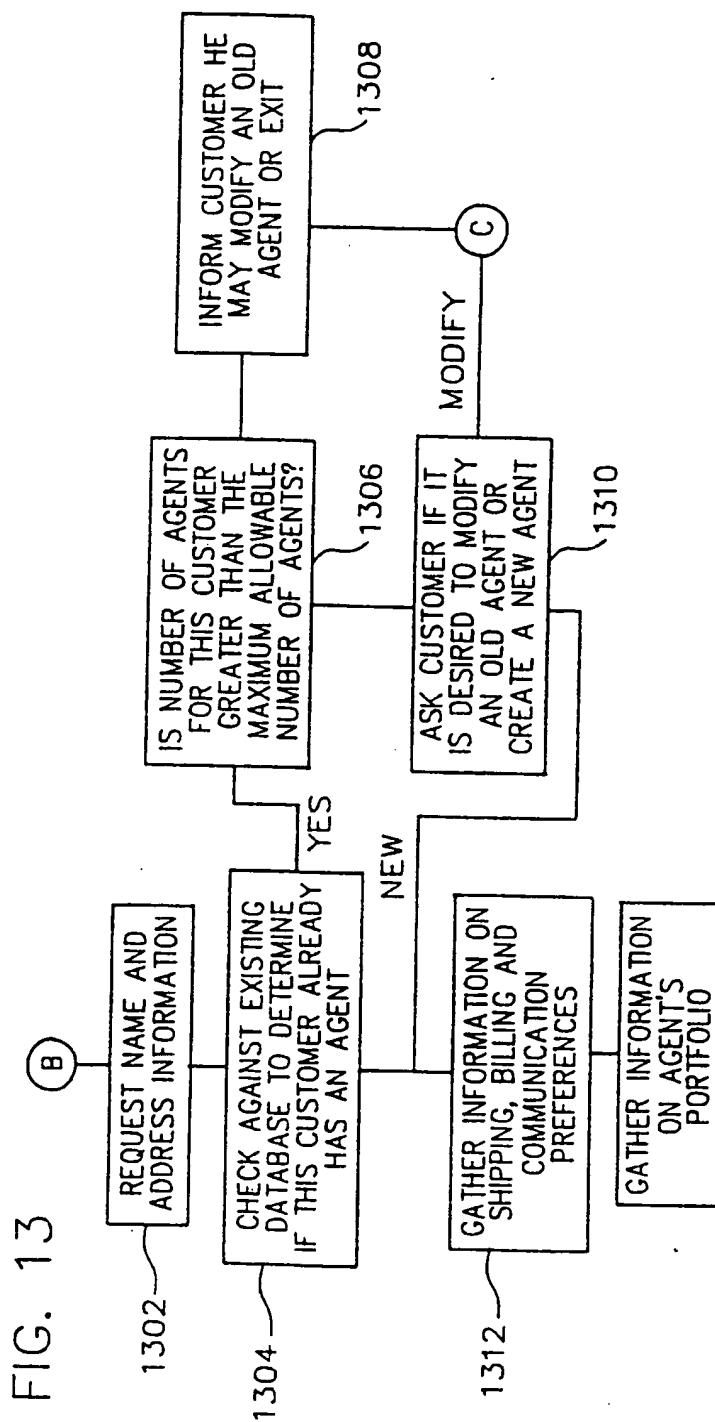 FIG. 13
B
REQUEST NAME AND
ADDRESS INFORMATION
1302
CHECK AGAINST EXISTING
DATABASE TO DETERMINE
IF THIS CUSTOMER ALREADY
HAS AN AGENT
1304
YES
IS NUMBER OF AGENTS
FOR THIS CUSTOMER
GREATER THAN THE
MAXIMUM ALLOWABLE
NUMBER OF AGENTS?
1306
INFORM CUSTOMER HE
MAY MODIFY AN OLD
AGENT OR EXIT
1308
NEW
ASK CUSTOMER IF IT
IS DESIRED TO MODIFY
AN OLD AGENT OR
CREATE A NEW AGENT
1310
MODIFY
C
GATHER INFORMATION ON
SHIPPING, BILLING AND
COMMUNICATION
PREFERENCES
1312
GATHER INFORMATION
ON AGENT'S
PORTFOLIO